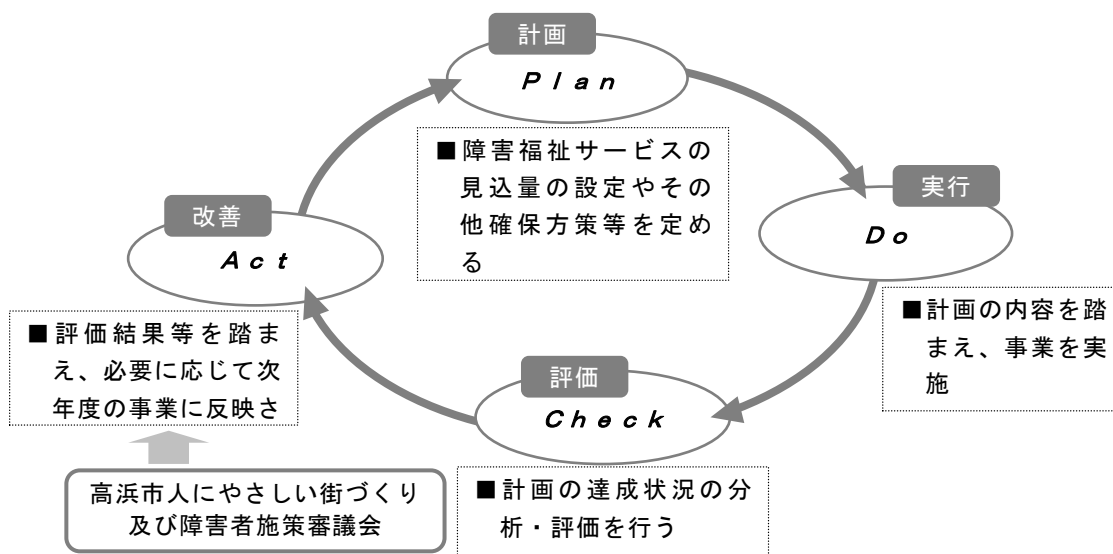 計画
Plan
■障害福祉サービスの
見込量の設定やその
他確保方策等を定め
る
実行
Do
■計画の内容を踏
まえ、事業を実
施
評価
Check
■計画の達成状況の分
析・評価を行う
改善
Act
■評価結果等を踏ま
え、必要に応じて次
年度の事業に反映さ
高浜市人にやさしい街づくり
及び障害者施策審議会